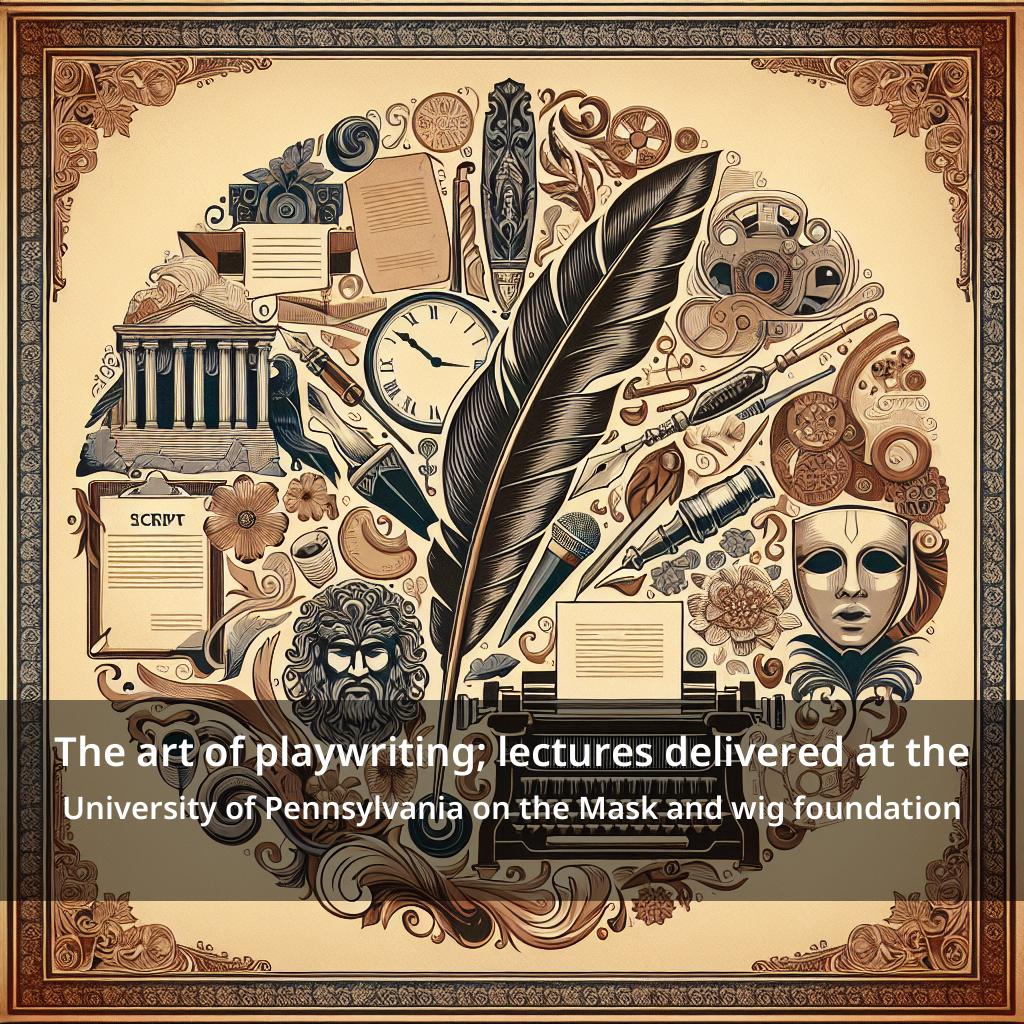 SCRIPT
The art of playwriting; lectures delivered at the
University of Pennsylvania on the Mask and wig foundation